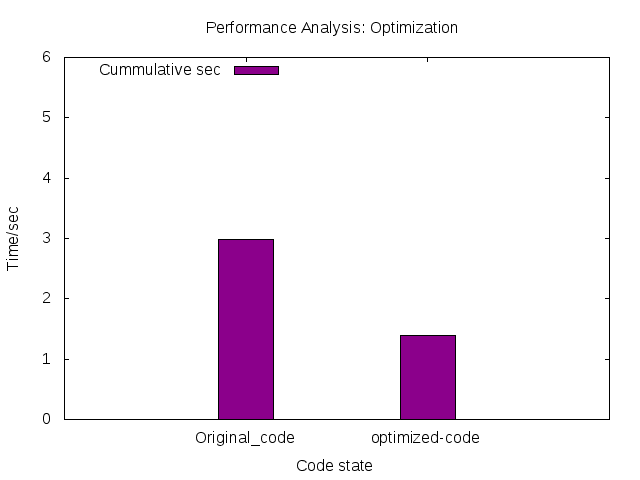 Performance Analysis: Optimization
Cummulative sec
6
5
4
3
2
1
0
Time/sec
Original_code optimized-code
Code state